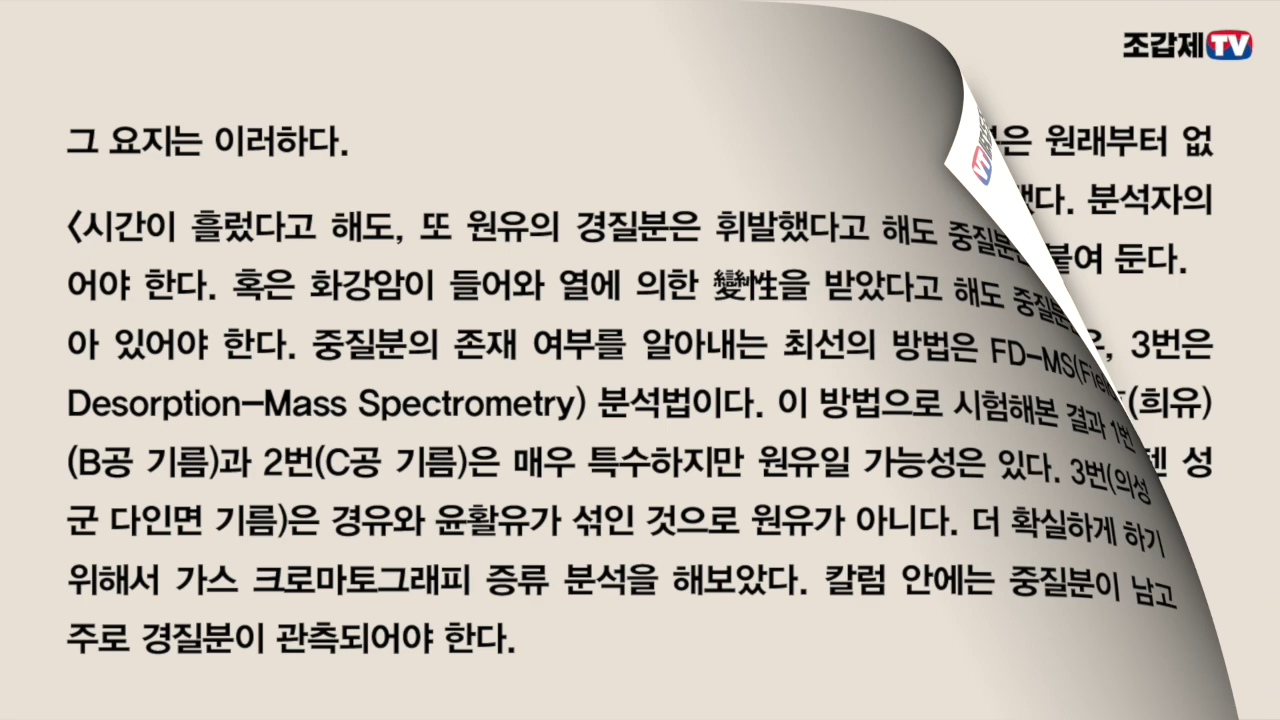 조갑제TV
그 요지는 이러하다.
은 원래부터 없
다. 분석자의
〈시간이 흘렀다고 해도, 또 원유의 경질분은 휘발했다고 해도 중질분은
붙여 둔다.
어야 한다. 혹은 화강암이 들어와 열에 의한 變性을 받았다고 해도 중질분
아 있어야 한다. 중질분의 존재 여부를 알아내는 최선의 방법은 FD-MS(Fiel
3번은
Desorption-Mass Spectrometry) 분석법이다. 이 방법으로 시험해본 결과 1번
(희유)
(B공 기름)과 2번(C공 기름)은 매우 특수하지만 원유일 가능성은 있다. 3번(의성
텐 성
군 다인면 기름)은 경유와 윤활유가 섞인 것으로 원유가 아니다. 더 확실하게 하기
위해서 가스 크로마토그래피 증류 분석을 해보았다. 칼럼 안에는 중질분이 남고
주로 경질분이 관측되어야 한다.